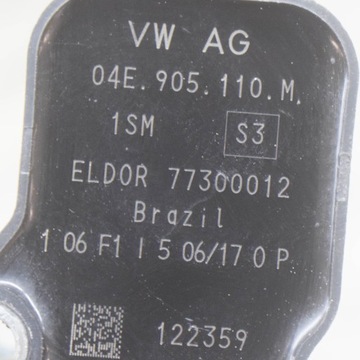 VW AG
04E.905.110.M.
1SM S3
ELDOR 77300012
Brazil
1 06 F1 I 5 06/17 0 P
122359